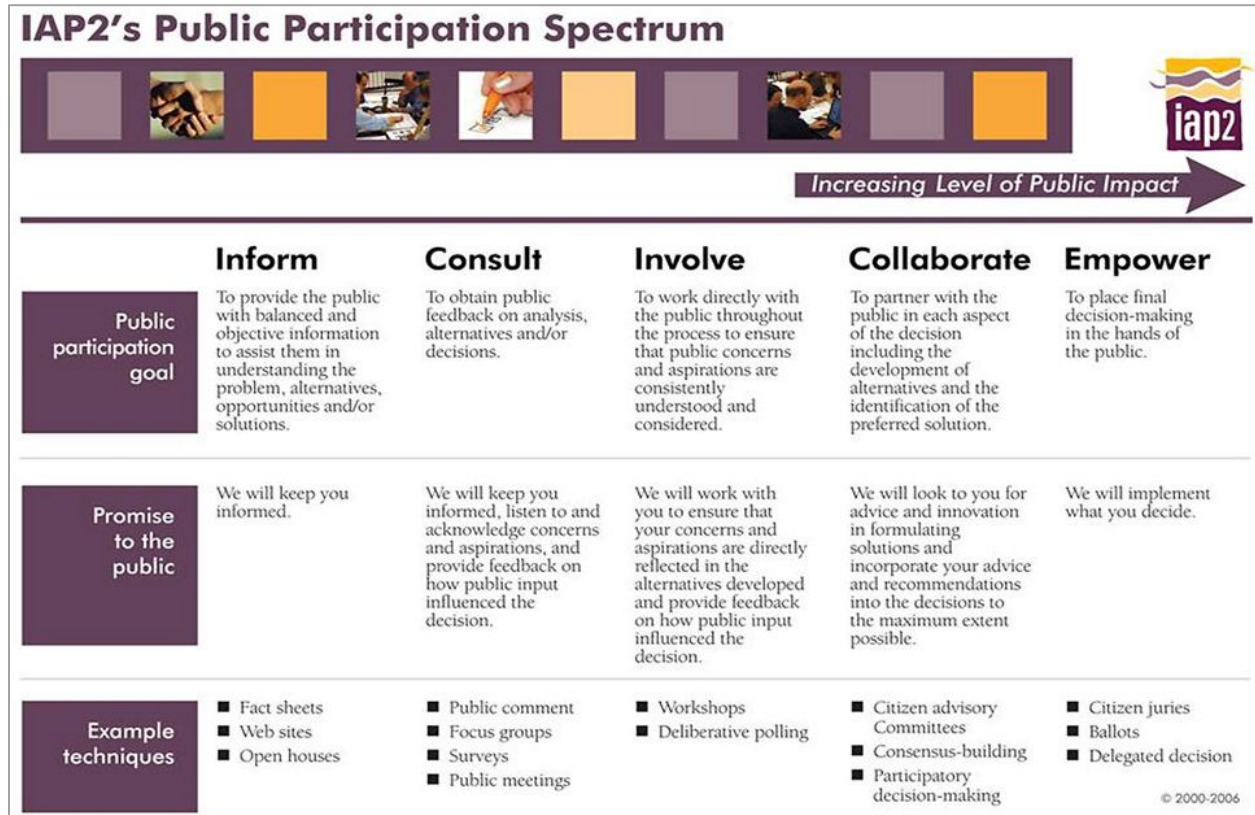 IAP2's Public Participation Spectrum
iap2
Increasing Level of Public Impact
Inform
Consult
Involve
Collaborate
Empower
Public
participation
goal
To provide the public
with balanced and
objective information
to assist them in
understanding the
problem, alternatives,
opportunities and/or
solutions.
To obtain public
feedback on analysis,
alternatives and/or
decisions.
To work directly with
the public throughout
the process to ensure
that public concerns
and aspirations are
consistently
understood and
considered.
To partner with the
public in each aspect
of the decision
including the
development of
alternatives and the
identification of the
preferred solution.
To place final
decision-making
in the hands of
the public.
Promise
to the
public
We will keep you
informed.
We will keep you
informed, listen to and
acknowledge concerns
and aspirations, and
provide feedback on
how public input
influenced the
decision.
We will work with
you to ensure that
your concerns and
aspirations are directly
reflected in the
alternatives developed
and provide feedback
on how public input
influenced the
decision.
We will look to you for
advice and innovation
in formulating
solutions and
incorporate your advice
and recommendations
into the decisions to
the maximum extent
possible.
We will implement
what you decide.
Example
techniques
■ Fact sheets
■ Web sites
■ Open houses
■ Public comment
■ Focus groups
■ Surveys
■ Public meetings
■ Workshops
■ Deliberative polling
■ Citizen advisory
Committees
■ Consensus-building
■ Participatory
decision-making
■ Citizen juries
■ Ballots
■ Delegated decision
© 2000-2006